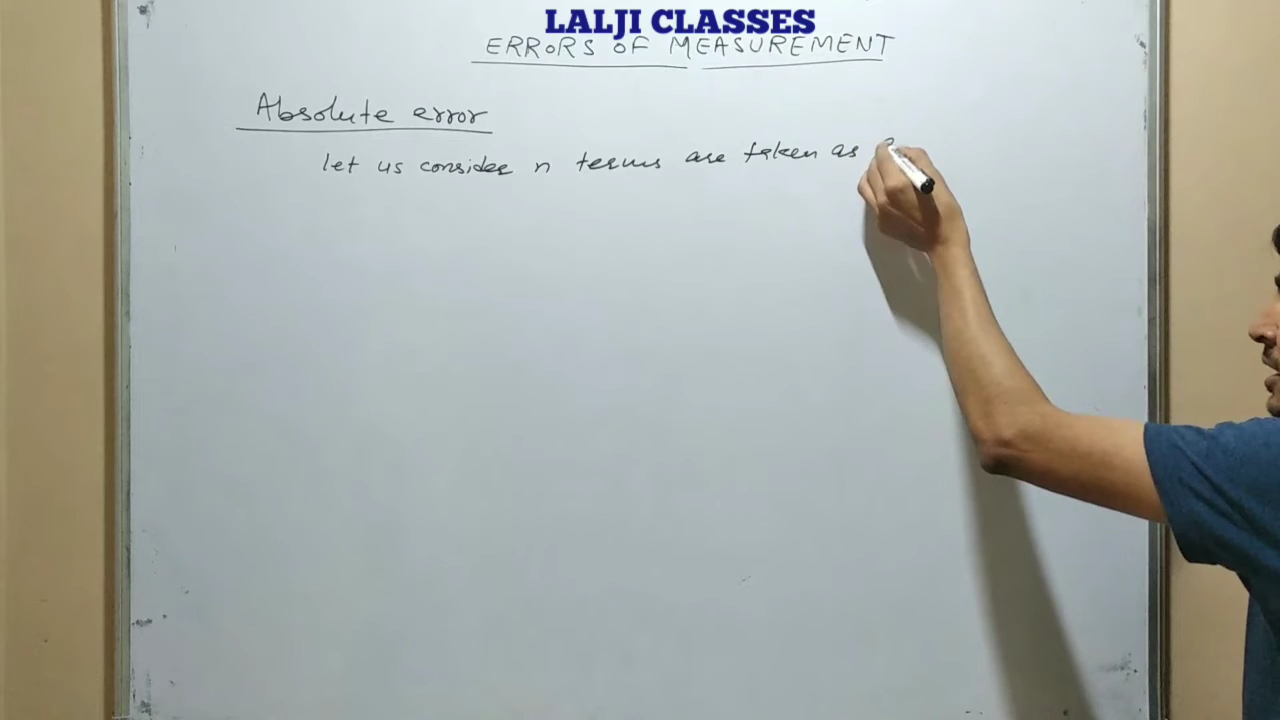 LALJI CLASSES
ERRORS OF MEASUREMENT
Absolute error
let us consider n terms are taken as